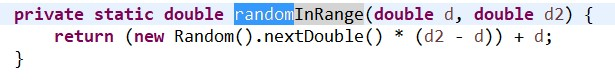 private static double randomInRange(double d, double d2) {
return (new Random().nextDouble() * (d2 - d)) + d;
}